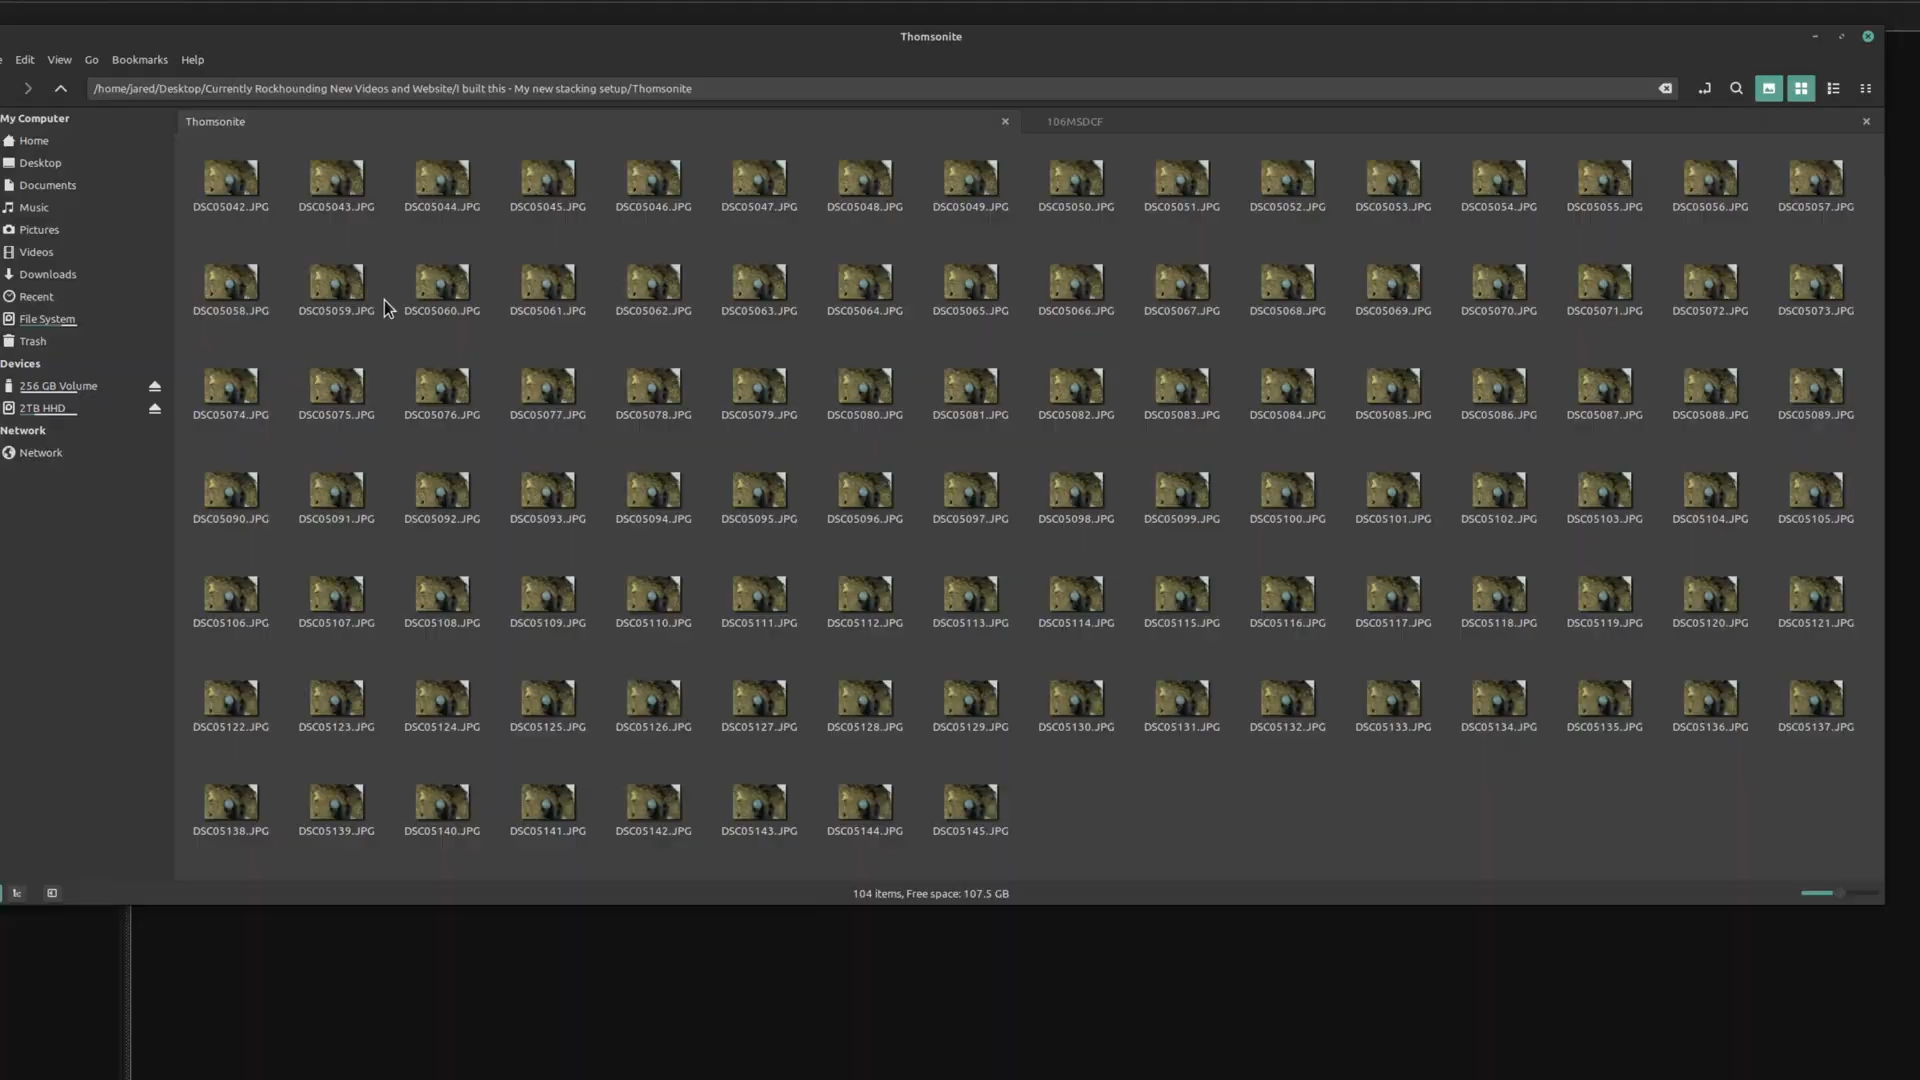 Thomsonite
Edit View Go Bookmarks Help
/home/jared/Desktop/Currently Rockhounding New Videos and Website/I built this - My new stacking setup/Thomsonite
My Computer
Home
Desktop
Documents
Music
Pictures
Videos
Downloads
Recent
File System
Trash
Devices
256 GB Volume
2TB HHD
Network
Network
Thomsonite 106MSDCF
DSC05042.JPG DSC05043.JPG DSC05044.JPG DSC05045.JPG DSC05046.JPG DSC05047.JPG DSC05048.JPG DSC05049.JPG DSC05050.JPG DSC05051.JPG DSC05052.JPG DSC05053.JPG DSC05054.JPG DSC05055.JPG DSC05056.JPG DSC05057.JPG
DSC05058.JPG DSC05059.JPG DSC05060.JPG DSC05061.JPG DSC05062.JPG DSC05063.JPG DSC05064.JPG DSC05065.JPG DSC05066.JPG DSC05067.JPG DSC05068.JPG DSC05069.JPG DSC05070.JPG DSC05071.JPG DSC05072.JPG DSC05073.JPG
DSC05074.JPG DSC05075.JPG DSC05076.JPG DSC05077.JPG DSC05078.JPG DSC05079.JPG DSC05080.JPG DSC05081.JPG DSC05082.JPG DSC05083.JPG DSC05084.JPG DSC05085.JPG DSC05086.JPG DSC05087.JPG DSC05088.JPG DSC05089.JPG
DSC05090.JPG DSC05091.JPG DSC05092.JPG DSC05093.JPG DSC05094.JPG DSC05095.JPG DSC05096.JPG DSC05097.JPG DSC05098.JPG DSC05099.JPG DSC05100.JPG DSC05101.JPG DSC05102.JPG DSC05103.JPG DSC05104.JPG DSC05105.JPG
DSC05106.JPG DSC05107.JPG DSC05108.JPG DSC05109.JPG DSC05110.JPG DSC05111.JPG DSC05112.JPG DSC05113.JPG DSC05114.JPG DSC05115.JPG DSC05116.JPG DSC05117.JPG DSC05118.JPG DSC05119.JPG DSC05120.JPG DSC05121.JPG
DSC05122.JPG DSC05123.JPG DSC05124.JPG DSC05125.JPG DSC05126.JPG DSC05127.JPG DSC05128.JPG DSC05129.JPG DSC05130.JPG DSC05131.JPG DSC05132.JPG DSC05133.JPG DSC05134.JPG DSC05135.JPG DSC05136.JPG DSC05137.JPG
DSC05138.JPG DSC05139.JPG DSC05140.JPG DSC05141.JPG DSC05142.JPG DSC05143.JPG DSC05144.JPG DSC05145.JPG
104 items, Free space: 107.5 GB